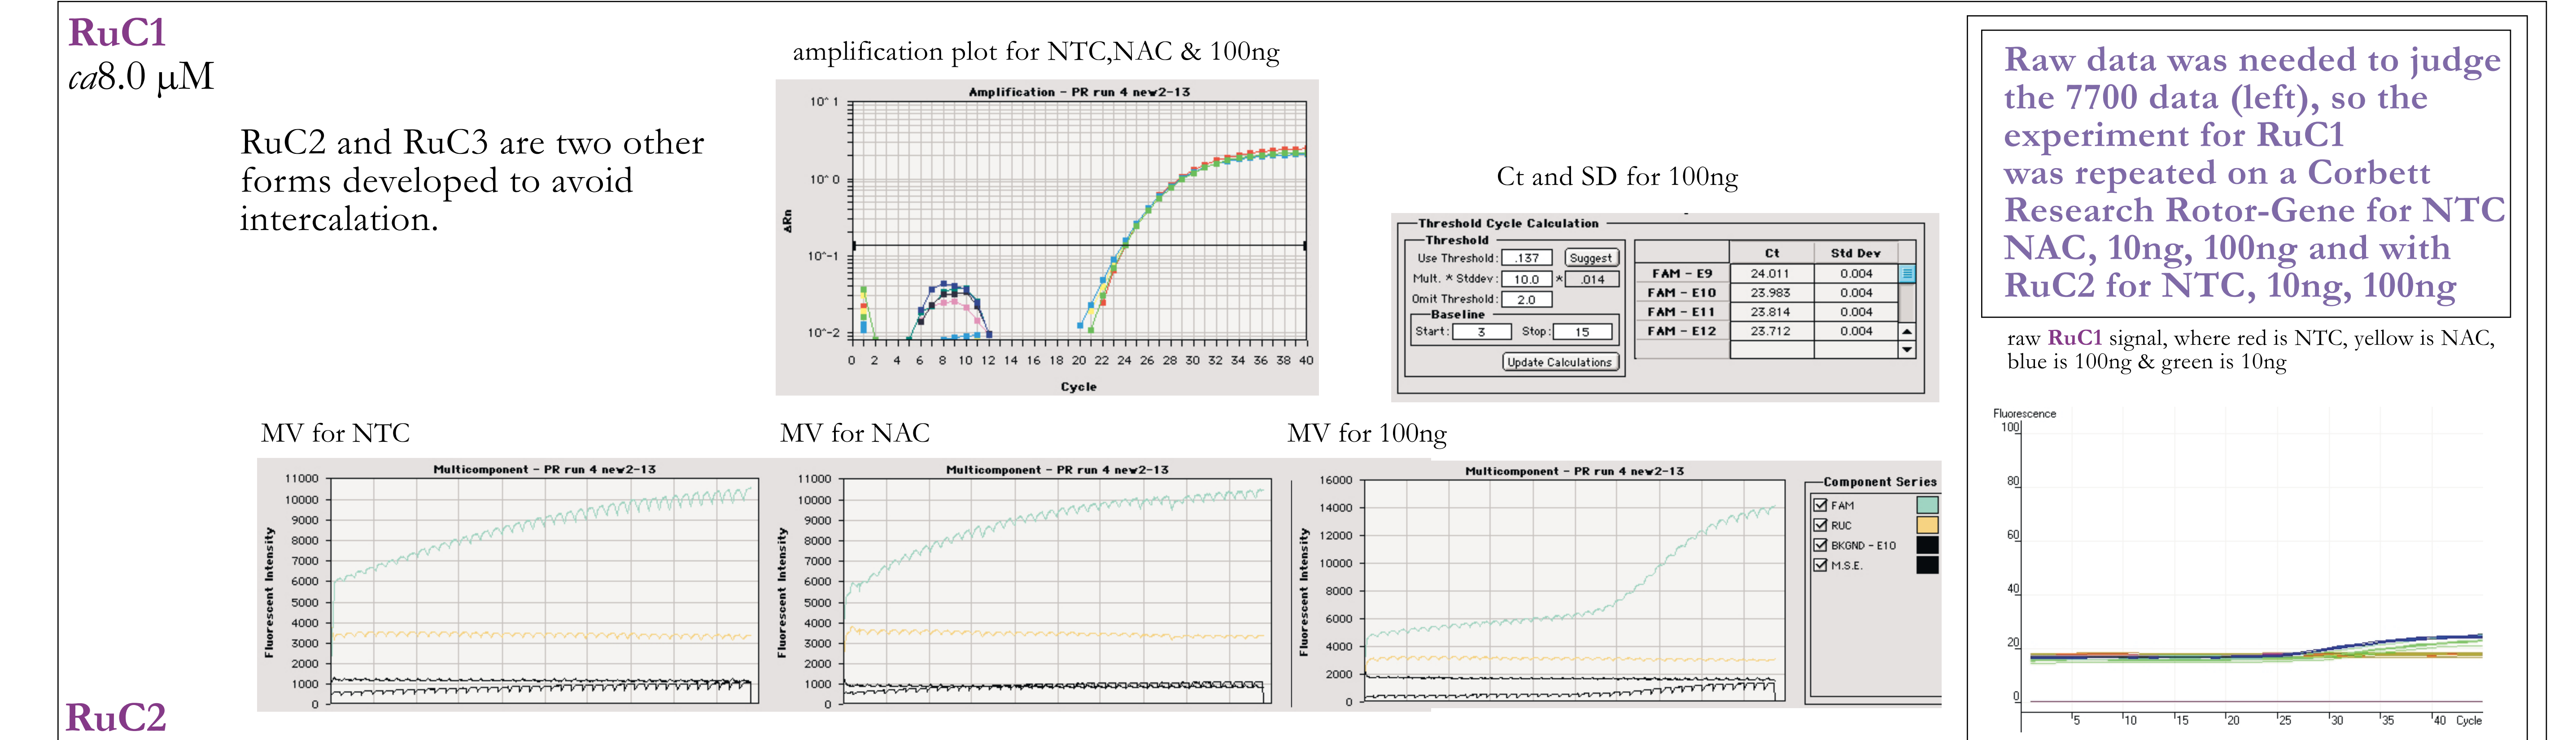 RuC1
ca8.0 µM
RuC2 and RuC3 are two other
forms developed to avoid
intercalation.
amplification plot for NTC,NAC & 100ng
Amplification - PR run 4 new2-13
10^1
10^0
10^-1
10^-2
ΔRn
0 2 4 6 8 10 12 14 16 18 20 22 24 26 28 30 32 34 36 38 40
Cycle
Ct and SD for 100ng
Threshold Cycle Calculation
Threshold
Use Threshold: .137 Suggest
Mult. * Stddev: 10.0 * .014
Omit Threshold: 2.0
Baseline
Start: 3 Stop: 15
Update Calculations
Ct Std Dev
FAM - E9 24.011 0.004
FAM - E10 23.983 0.004
FAM - E11 23.814 0.004
FAM - E12 23.712 0.004
MV for NTC
Multicomponent - PR run 4 new2-13
Fluorescent Intensity
11000
10000
9000
8000
7000
6000
5000
4000
3000
2000
1000
0
MV for NAC
Multicomponent - PR run 4 new2-13
Fluorescent Intensity
11000
10000
9000
8000
7000
6000
5000
4000
3000
2000
1000
0
MV for 100ng
Multicomponent - PR run 4 new2-13
Fluorescent Intensity
16000
14000
12000
10000
8000
6000
4000
2000
0
Component Series
FAM
RUC
BKGND - E10
M.S.E.
Raw data was needed to judge
the 7700 data (left), so the
experiment for RuC1
was repeated on a Corbett
Research Rotor-Gene for NTC
NAC, 10ng, 100ng and with
RuC2 for NTC, 10ng, 100ng
raw RuC1 signal, where red is NTC, yellow is NAC,
blue is 100ng & green is 10ng
Fluorescence
100
80
60
40
20
0
5 10 15 20 25 30 35 40 Cycle
RuC2